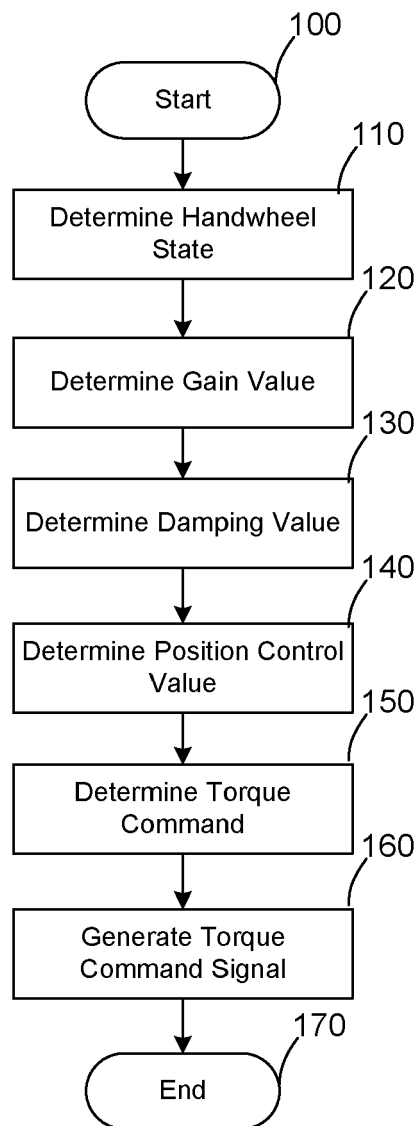 100
Start
110
Determine Handwheel
State
120
Determine Gain Value
130
Determine Damping Value
140
Determine Position Control
Value
150
Determine Torque
Command
160
Generate Torque
Command Signal
170
End